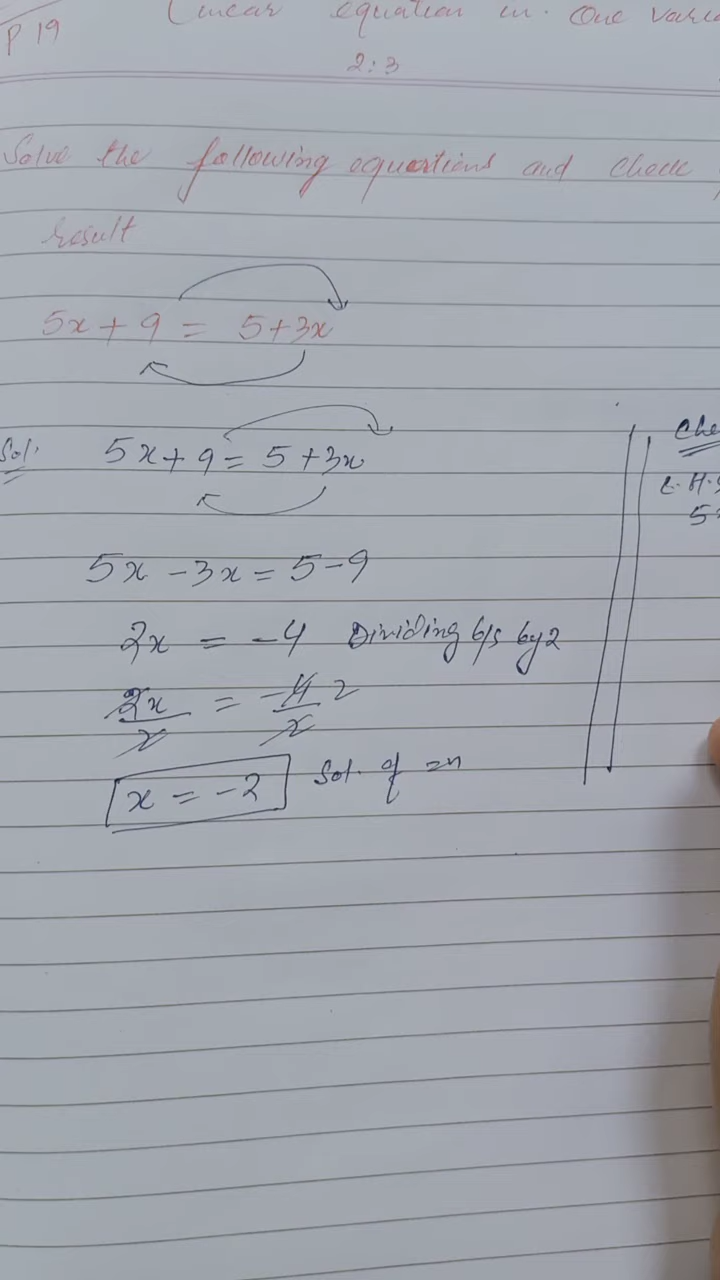 P 19
Linear equation in One varia
2:3
Solve the following equations and check
result
5x + 9 = 5 + 3x
Sol. 5x + 9 = 5 + 3x
5x - 3x = 5 - 9
2x = -4 Dividing b/s by 2
2x/2 = -4/2 2
x = -2 Sol. of =n
Che
L.H.S
5x